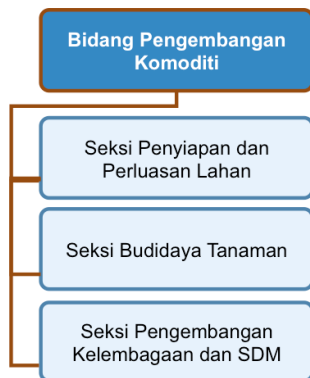 Bidang Pengembangan
Komoditi
Seksi Penyiapan dan
Perluasan Lahan
Seksi Budidaya Tanaman
Seksi Pengembangan
Kelembagaan dan SDM